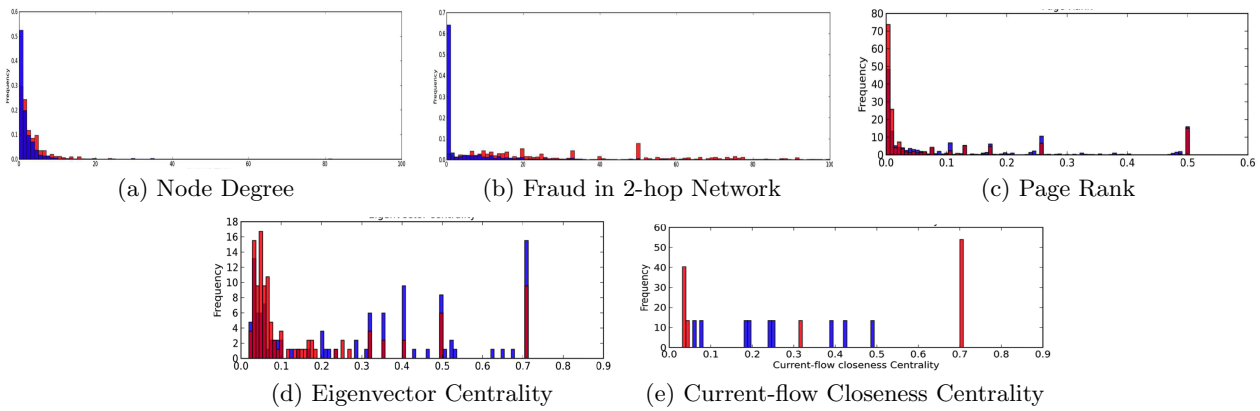 Page Rank
Frequency
0.6
0.5
0.4
0.3
0.2
0.1
0.0
0 20 40 60 80 100
Frequency
0.7
0.6
0.5
0.4
0.3
0.2
0.1
0.0
0 20 40 60 80 100
Frequency
80
70
60
50
40
30
20
10
0
0.0 0.1 0.2 0.3 0.4 0.5 0.6
(a) Node Degree
(b) Fraud in 2-hop Network
(c) Page Rank
Eigenvector Centrality
Frequency
18
16
14
12
10
8
6
4
2
0
0.0 0.1 0.2 0.3 0.4 0.5 0.6 0.7 0.8 0.9
Frequency
60
50
40
30
20
10
0
0.0 0.1 0.2 0.3 0.4 0.5 0.6 0.7 0.8 0.9
Current-flow closeness Centrality
(d) Eigenvector Centrality
(e) Current-flow Closeness Centrality